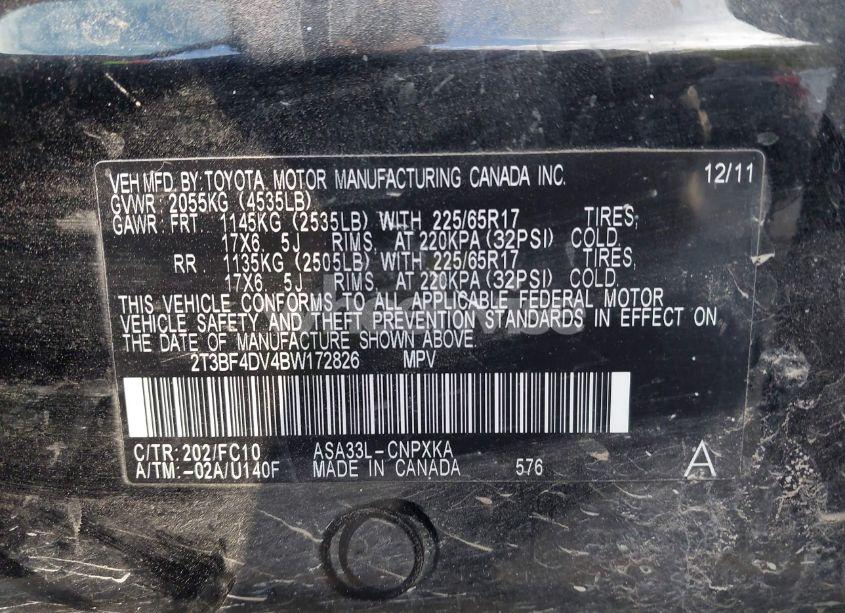 VEH MFD. BY: TOYOTA MOTOR MANUFACTURING CANADA INC. 12/11
GVWR 2055KG (4535LB)
GAWR: FRT 1145KG (2535LB) WITH 225/65R17 TIRES,
17X6. 5J RIMS, AT 220KPA (32PSI) COLD.
RR 1135KG (2505LB) WITH 225/65R17 TIRES,
17X6. 5J RIMS, AT 220KPA (32PSI) COLD.
THIS VEHICLE CONFORMS TO ALL APPLICABLE FEDERAL MOTOR
VEHICLE SAFETY AND THEFT PREVENTION STANDARDS IN EFFECT ON
THE DATE OF MANUFACTURE SHOWN ABOVE.
2T3BF4DV4BW172826 MPV
C/TR: 202/FC10 ASA33L-CNPXKA
A/TM: -02A/U140F MADE IN CANADA 576 A